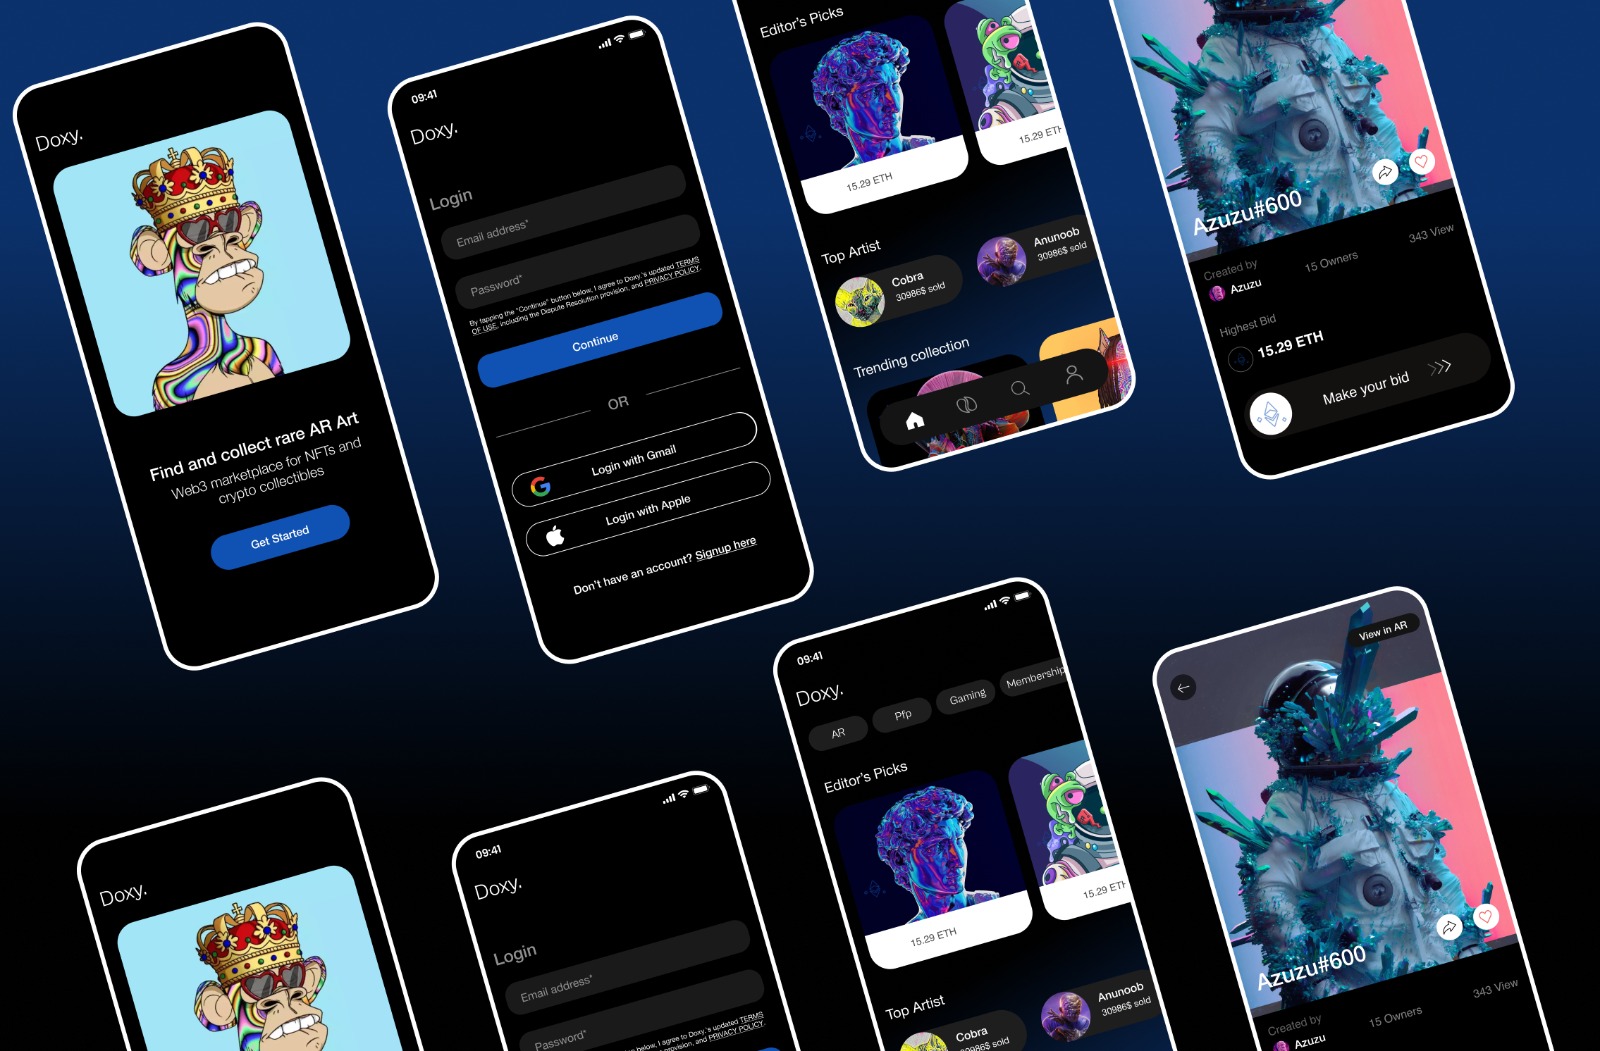 Doxy.
Find and collect rare AR Art
Web3 marketplace for NFTs and
crypto collectibles
Get Started
09:41
Doxy.
Login
Email address*
Password*
By tapping the "Continue" button below, I agree to Doxy.'s updated TERMS
OF USE, including the Dispute Resolution provision, and PRIVACY POLICY.
Continue
OR
Login with Gmail
Login with Apple
Don't have an account? Signup here
Editor's Picks
15.29 ETH
15.29 ETH
Top Artist
Cobra
30986$ sold
Anunoob
30986$ sold
Trending collection
Azuzu#600
Created by
Azuzu
15 Owners
343 View
Highest Bid
15.29 ETH
Make your bid
Doxy.
09:41
Doxy.
Login
Email address*
Password*
below, I agree to Doxy.'s updated TERMS
provision, and PRIVACY POLICY.
09:41
Doxy.
AR
Pfp
Gaming
Membership
Editor's Picks
15.29 ETH
15.29 ETH
Top Artist
Cobra
30986$ sold
Anunoob
30986$ sold
View in AR
Azuzu#600
Created by
Azuzu
15 Owners
343 View